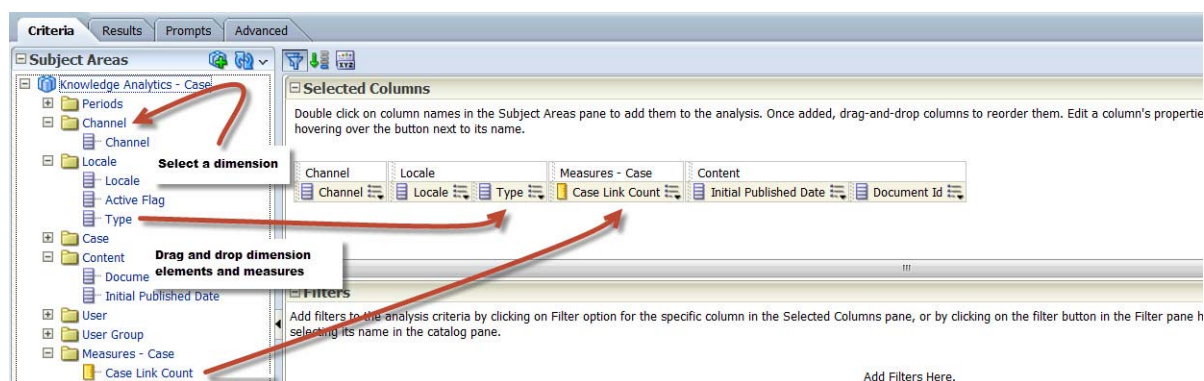 Criteria
Results
Prompts
Advanced
Subject Areas
Knowledge Analytics - Case
Periods
Channel
Channel
Locale
Locale
Active Flag
Type
Case
Content
Docume
Initial Published Date
User
User Group
Measures - Case
Case Link Count
Select a dimension
Drag and drop dimension
elements and measures
Selected Columns
Double click on column names in the Subject Areas pane to add them to the analysis. Once added, drag-and-drop columns to reorder them. Edit a column's propertie
hovering over the button next to its name.
Channel
Locale
Measures - Case
Content
Channel
Locale
Type
Case Link Count
Initial Published Date
Document Id
Filters
Add filters to the analysis criteria by clicking on Filter option for the specific column in the Selected Columns pane, or by clicking on the filter button in the Filter pane h
selecting its name in the catalog pane.
Add Filters Here.